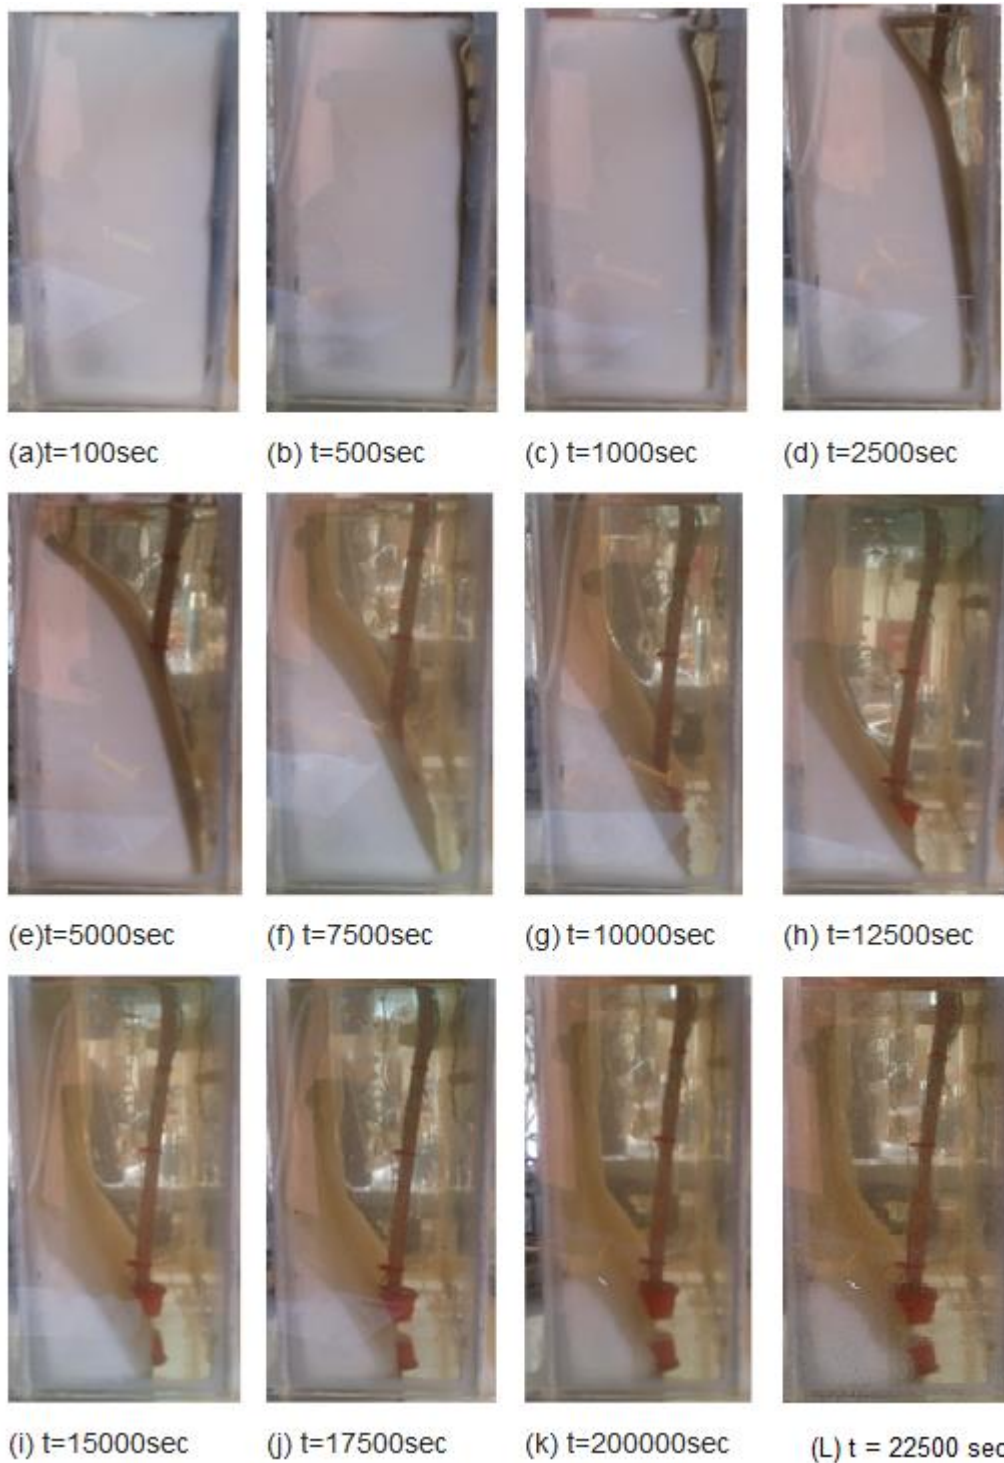 (a)t=100sec
(b) t=500sec
(c) t=1000sec
(d) t=2500sec
(e)t=5000sec
(f) t=7500sec
(g) t=10000sec
(h) t=12500sec
(i) t=15000sec
(j) t=17500sec
(k) t=200000sec
(L) t = 22500 sec